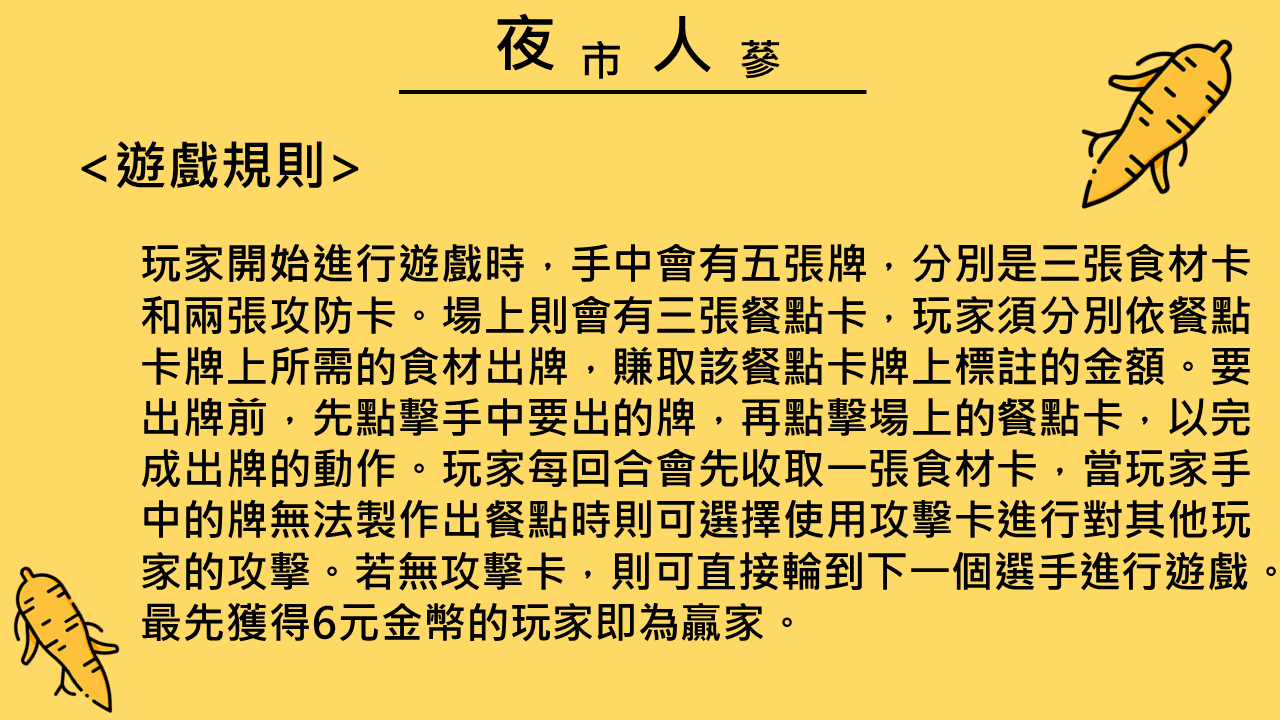 夜市人蔘
<遊戲規則>
玩家開始進行遊戲時，手中會有五張牌，分別是三張食材卡
和兩張攻防卡。場上則會有三張餐點卡，玩家須分別依餐點
卡牌上所需的食材出牌，賺取該餐點卡牌上標註的金額。要
出牌前，先點擊手中要出的牌，再點擊場上的餐點卡，以完
成出牌的動作。玩家每回合會先收取一張食材卡，當玩家手
中的牌無法製作出餐點時則可選擇使用攻擊卡進行對其他玩
家的攻擊。若無攻擊卡，則可直接輪到下一個選手進行遊戲。
最先獲得6元金幣的玩家即為贏家。